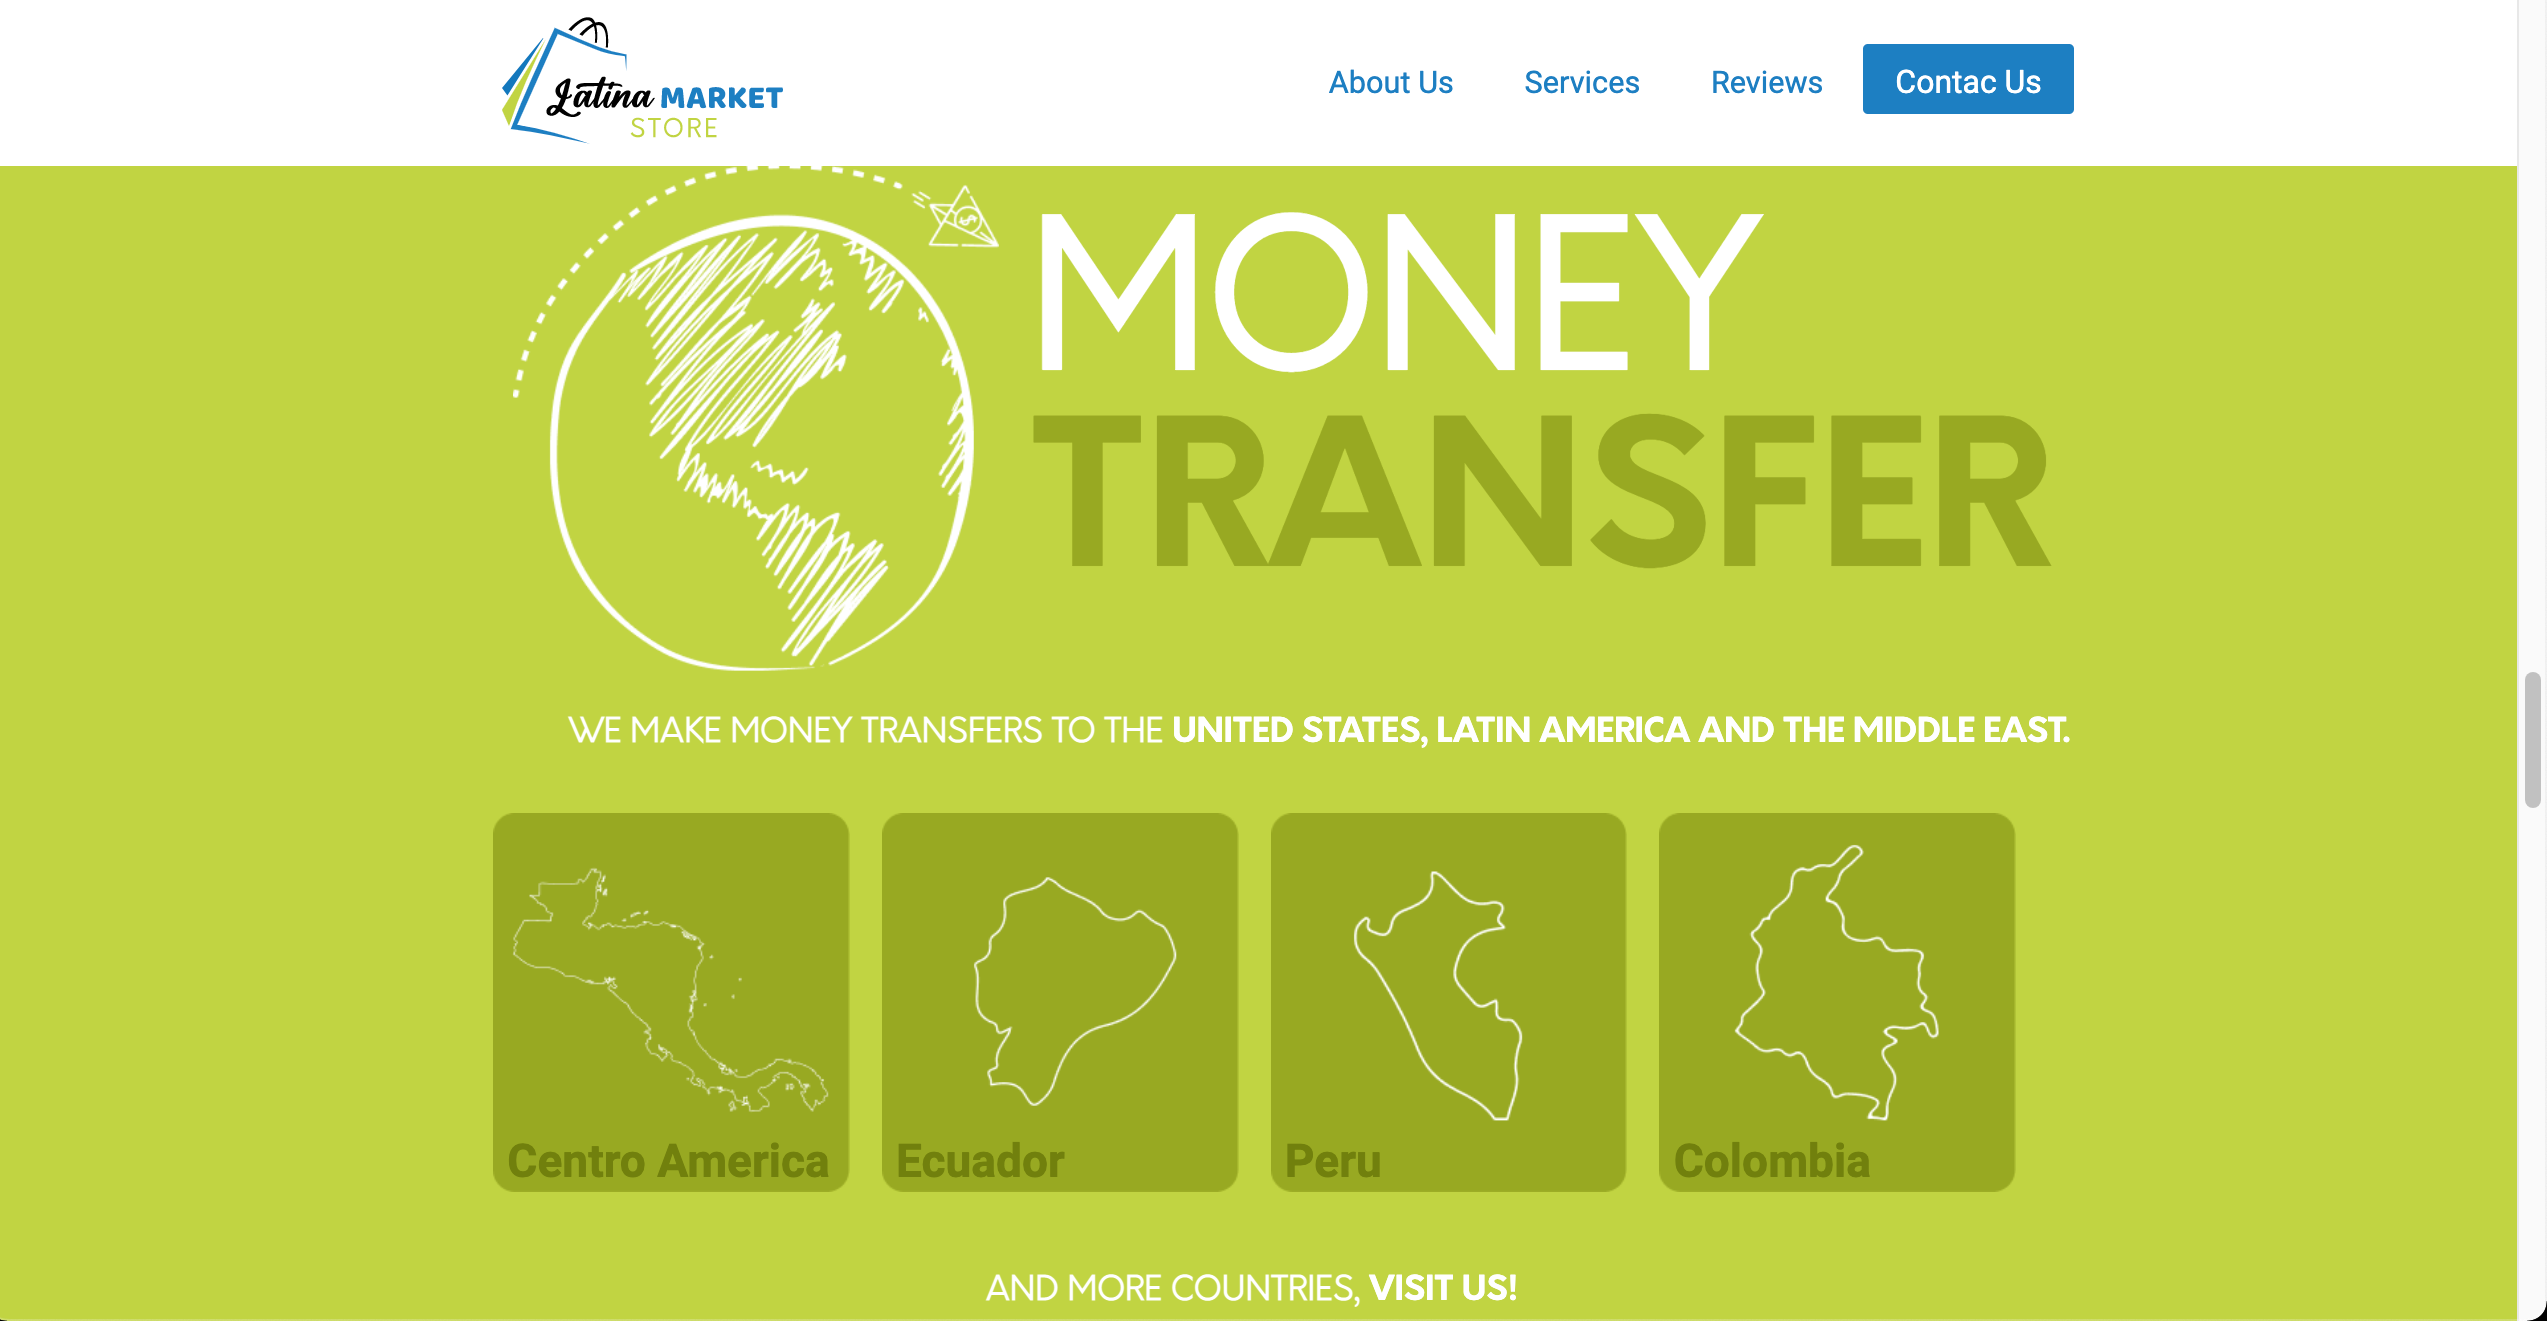 Latina MARKET
STORE
About Us
Services
Reviews
Contac Us
$
MONEY
TRANSFER
WE MAKE MONEY TRANSFERS TO THE UNITED STATES, LATIN AMERICA AND THE MIDDLE EAST.
Centro America
Ecuador
Peru
Colombia
AND MORE COUNTRIES, VISIT US!